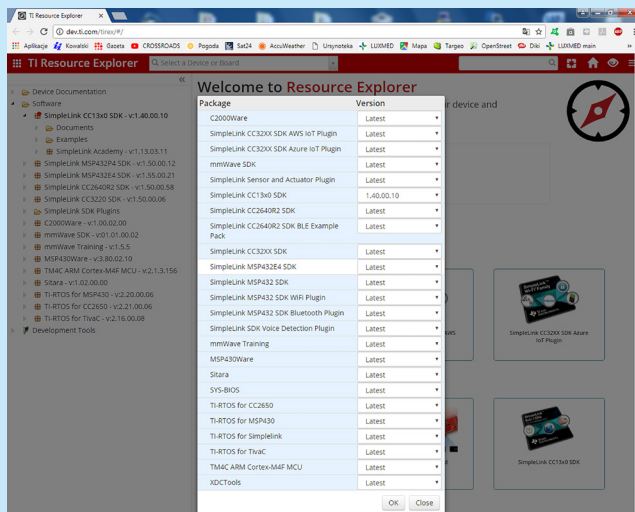 TI Resource Explorer
dev.ti.com/tirex/#/
Aplikacje Kowalski Gazeta CROSSROADS Pogoda Sat24 AccuWeather Ursynoteka LUXMED Mapa Targeo OpenStreet Diki LUXMED main »
TI Resource Explorer Select a Device or Board
«
Welcome to Resource Explorer
r device and
Device Documentation
Software
SimpleLink CC13x0 SDK - v:1.40.00.10
Documents
Examples
SimpleLink Academy - v:1.13.03.11
SimpleLink MSP432P4 SDK - v:1.50.00.12
SimpleLink MSP432E4 SDK - v:1.55.00.21
SimpleLink CC2640R2 SDK - v:1.50.00.58
SimpleLink CC3220 SDK - v:1.50.00.06
SimpleLink SDK Plugins
C2000Ware - v:1.00.02.00
mmWave SDK - v:01.01.00.02
mmWave Training - v:1.5.5
MSP430Ware - v:3.80.02.10
TM4C ARM Cortex-M4F MCU - v:2.1.3.156
Sitara - v:1.02.00.00
TI-RTOS for MSP430 - v:2.20.00.06
TI-RTOS for CC2650 - v:2.21.00.06
TI-RTOS for TivaC - v:2.16.00.08
Development Tools
Package Version
C2000Ware Latest
SimpleLink CC32XX SDK AWS IoT Plugin Latest
SimpleLink CC32XX SDK Azure IoT Plugin Latest
mmWave SDK Latest
SimpleLink Sensor and Actuator Plugin Latest
SimpleLink CC13x0 SDK 1.40.00.10
SimpleLink CC2640R2 SDK Latest
SimpleLink CC2640R2 SDK BLE Example Latest
Pack
SimpleLink CC32XX SDK Latest
SimpleLink MSP432E4 SDK Latest
SimpleLink MSP432 SDK Latest
SimpleLink MSP432 SDK WiFi Plugin Latest
SimpleLink MSP432 SDK Bluetooth Plugin Latest
SimpleLink SDK Voice Detection Plugin Latest
mmWave Training Latest
MSP430Ware Latest
Sitara Latest
SYS-BIOS Latest
TI-RTOS for CC2650 Latest
TI-RTOS for MSP430 Latest
TI-RTOS for Simplelink Latest
TI-RTOS for TivaC Latest
TM4C ARM Cortex-M4F MCU Latest
XDCTools Latest
OK Close
AWS
SimpleLink CC32XX SDK Azure
IoT Plugin
SimpleLink CC13x0 SDK